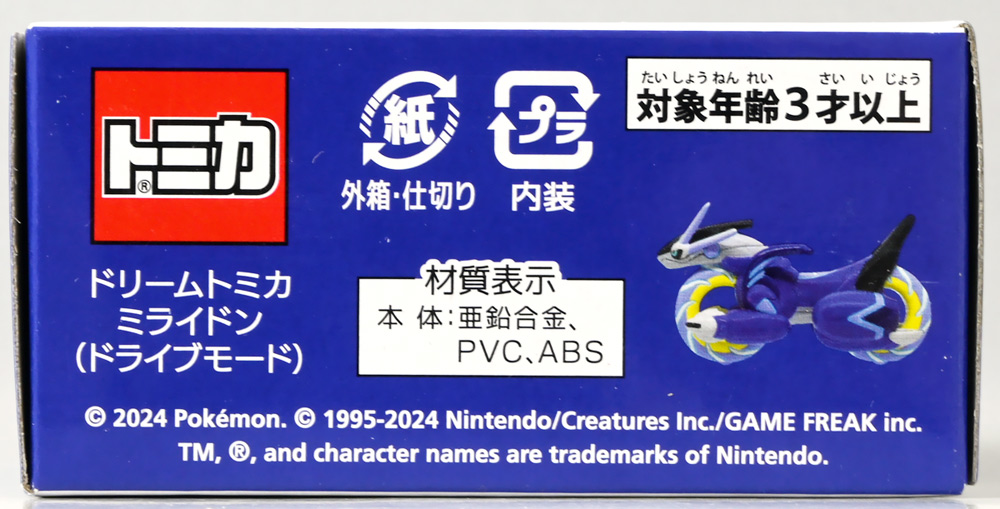 トミカ®
ドリームトミカ
ミライドン
(ドライブモード)
紙
外箱・仕切り
プラ
内装
たいしょうねんれい さいいじょう
対象年齢3才以上
材質表示
本体:亜鉛合金、
PVC、ABS
© 2024 Pokémon. © 1995-2024 Nintendo/Creatures Inc./GAME FREAK inc.
TM, ®, and character names are trademarks of Nintendo.